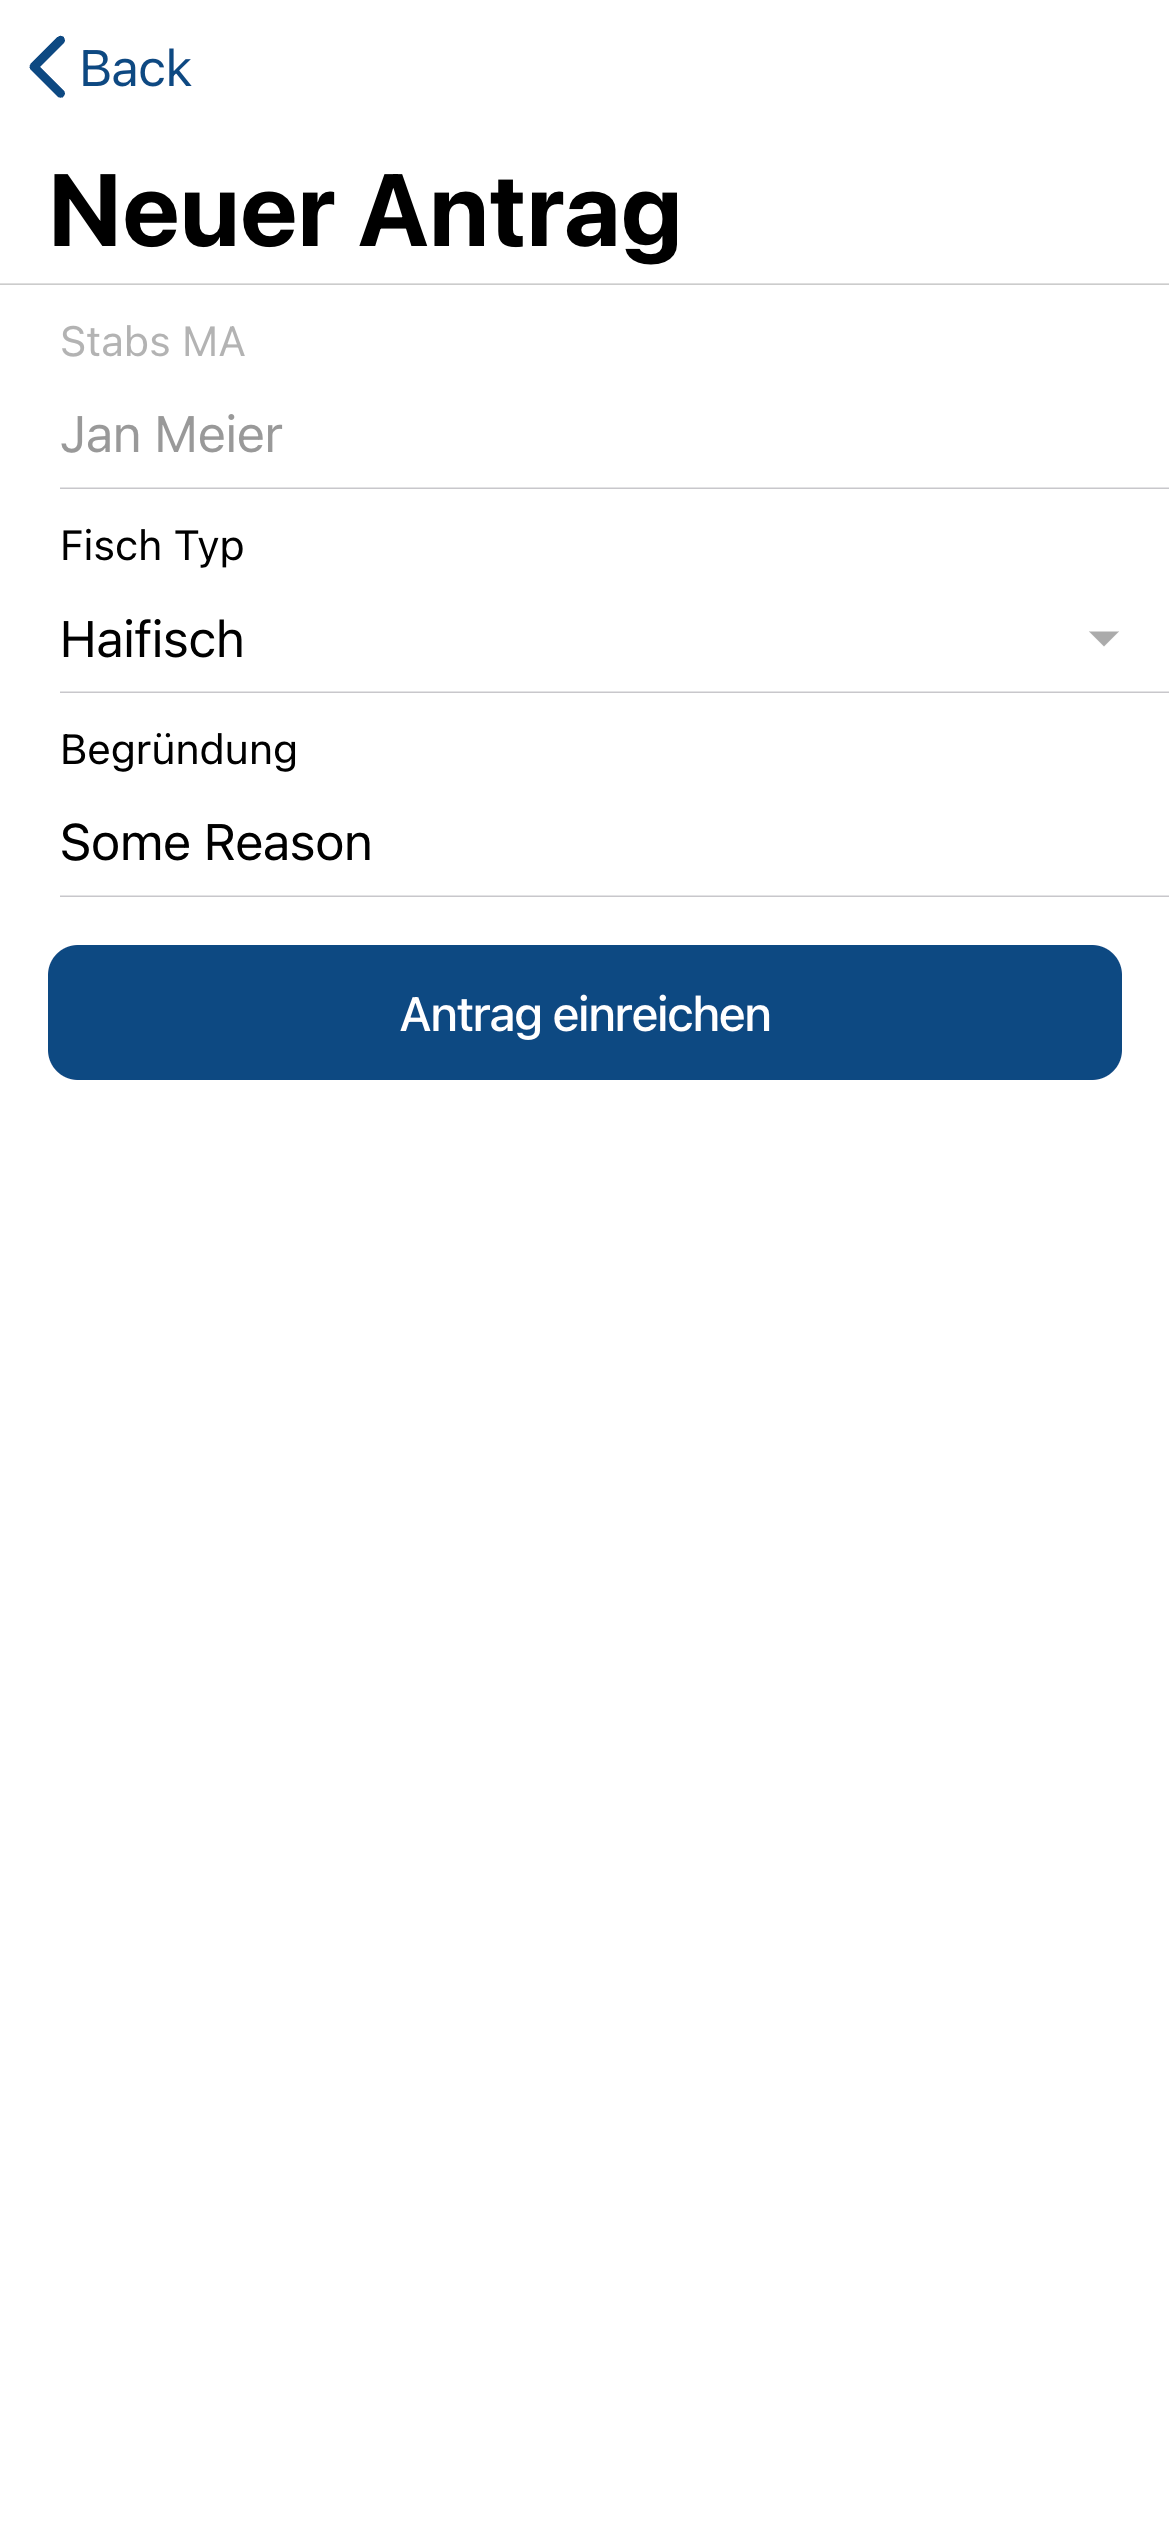 Back
Neuer Antrag
Stabs MA
Jan Meier
Fisch Typ
Haifisch
Begründung
Some Reason
Antrag einreichen